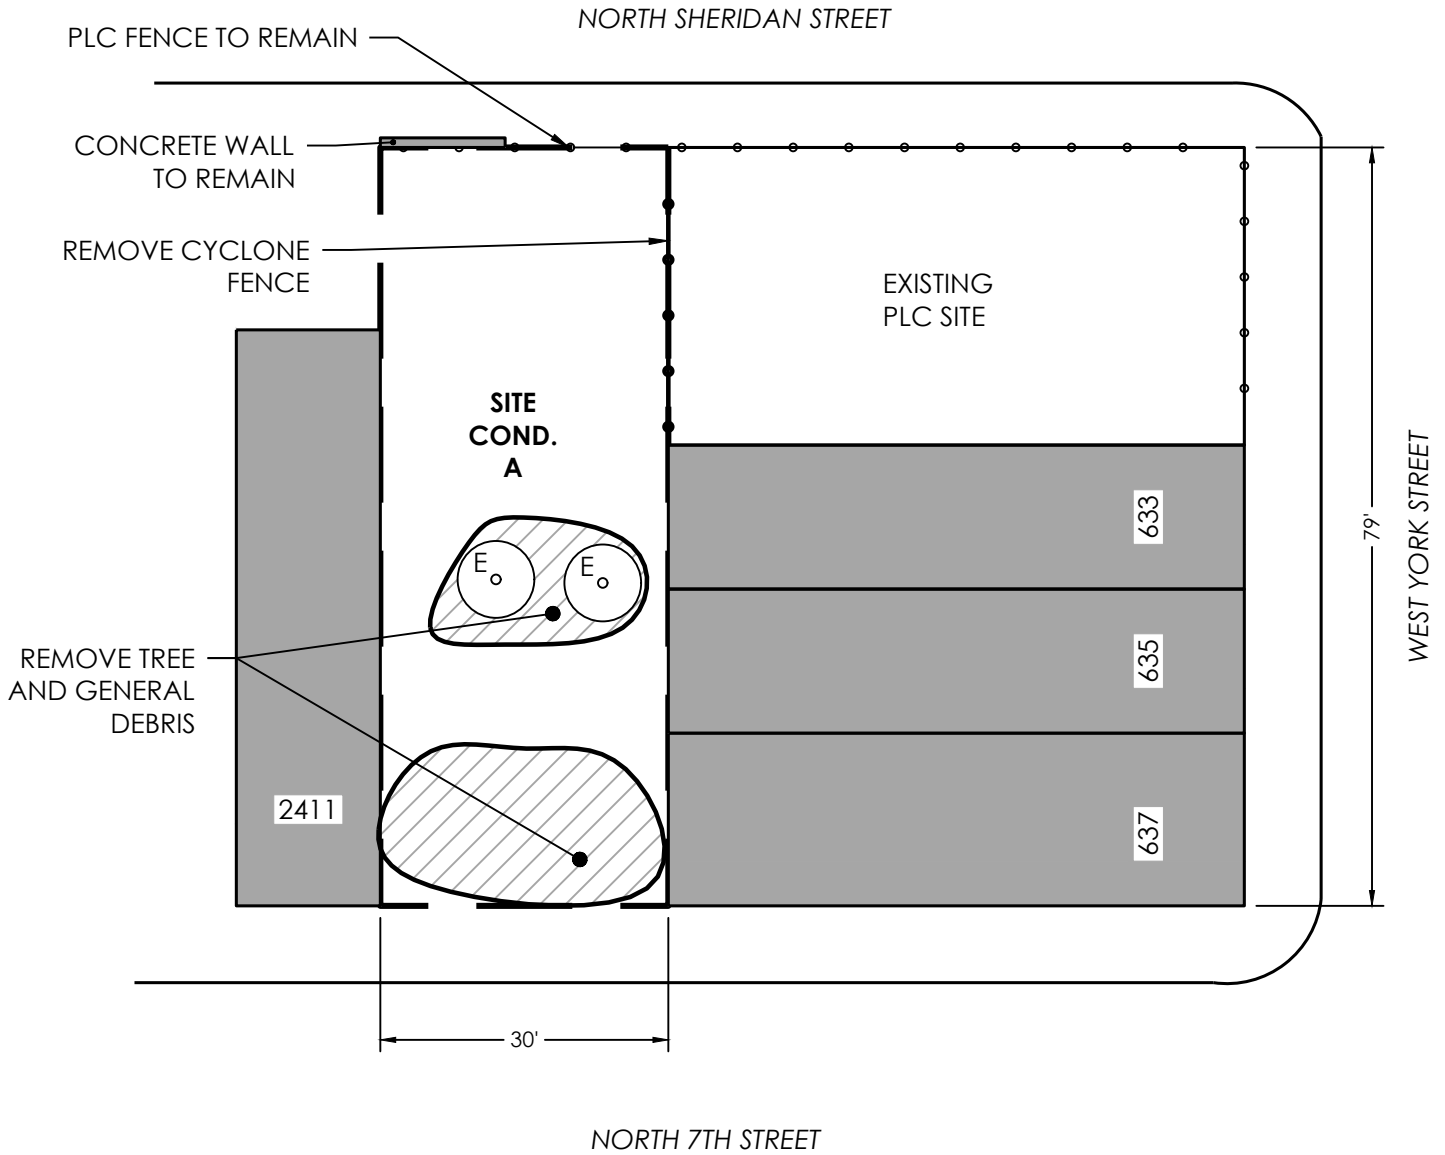 NORTH SHERIDAN STREET
PLC FENCE TO REMAIN
CONCRETE WALL
TO REMAIN
REMOVE CYCLONE
FENCE
EXISTING
PLC SITE
SITE
COND.
A
633
79'
WEST YORK STREET
E
E
635
REMOVE TREE
AND GENERAL
DEBRIS
2411
637
30'
NORTH 7TH STREET